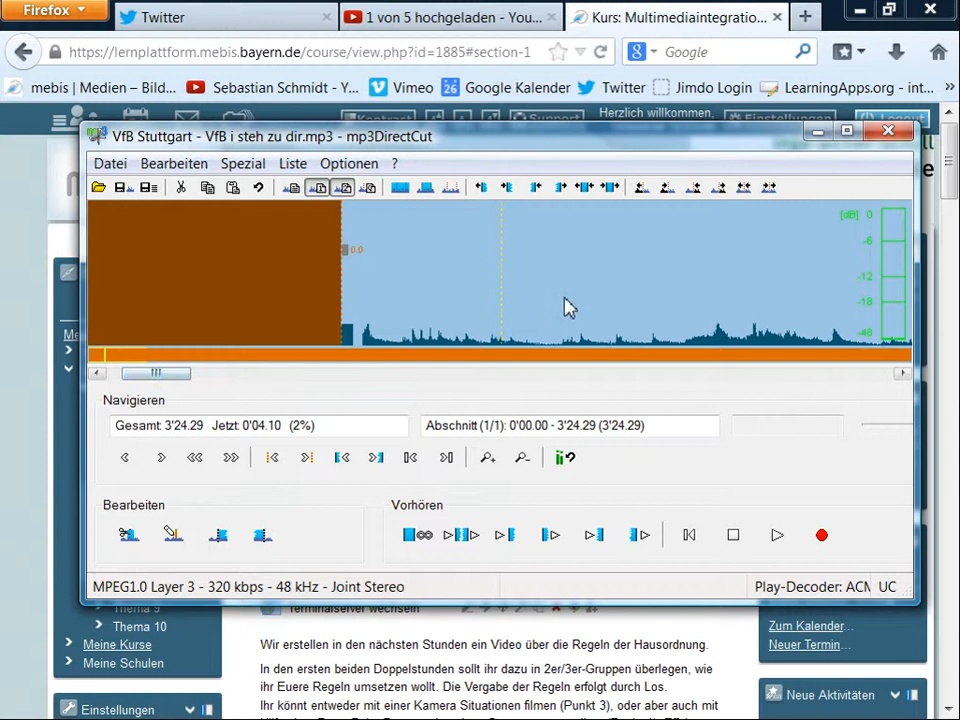 Firefox
Twitter
1 von 5 hochgeladen - You...
Kurs: Multimediaintegratio...
https://lernplattform.mebis.bayern.de/course/view.php?id=1885#section-1
Google
mebis | Medien – Bild...
Sebastian Schmidt - Y...
Vimeo
Google Kalender
Twitter
Jimdo Login
LearningApps.org - int...
Herzlich willkommen,
Kontrast
Support
Einstellungen
Logout
VfB Stuttgart - VfB i steh zu dir.mp3 - mp3DirectCut
Datei Bearbeiten Spezial Liste Optionen ?
0.0
[dB] 0
-6
-12
-18
-48
Navigieren
Gesamt: 3'24.29 Jetzt: 0'04.10 (2%)
Abschnitt (1/1): 0'00.00 - 3'24.29 (3'24.29)
Bearbeiten
Vorhören
MPEG1.0 Layer 3 - 320 kbps - 48 kHz - Joint Stereo
Play-Decoder: ACM
UC
Thema 9
Thema 10
Meine Kurse
Meine Schulen
Einstellungen
Terminalserver wechseln
Wir erstellen in den nächsten Stunden ein Video über die Regeln der Hausordnung.
In den ersten beiden Doppelstunden sollt ihr dazu in 2er/3er-Gruppen überlegen, wie
ihr Euere Regeln umsetzen wollt. Die Vergabe der Regeln erfolgt durch Los.
Ihr könnt entweder mit einer Kamera Situationen filmen (Punkt 3), oder aber auch mit
Zum Kalender...
Neuer Termin...
Neue Aktivitäten